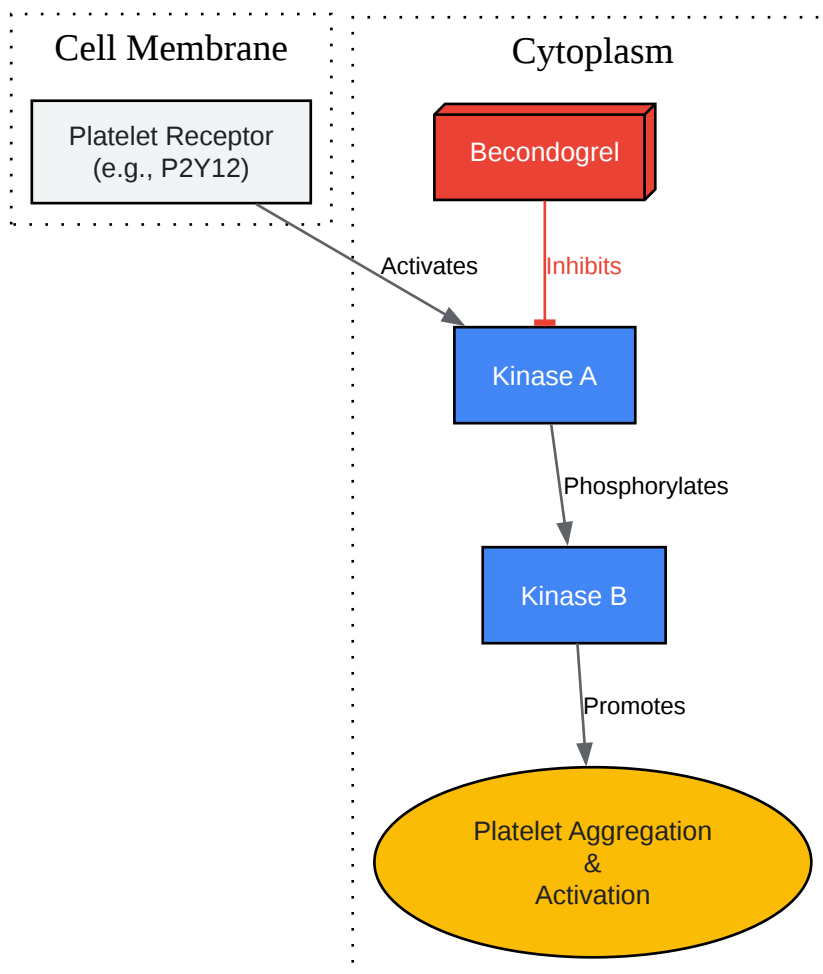 Cell Membrane
Cytoplasm
Platelet Receptor
(e.g., P2Y12)
Becondogrel
Activates
Inhibits
Kinase A
Phosphorylates
Kinase B
Promotes
Platelet Aggregation
&
Activation